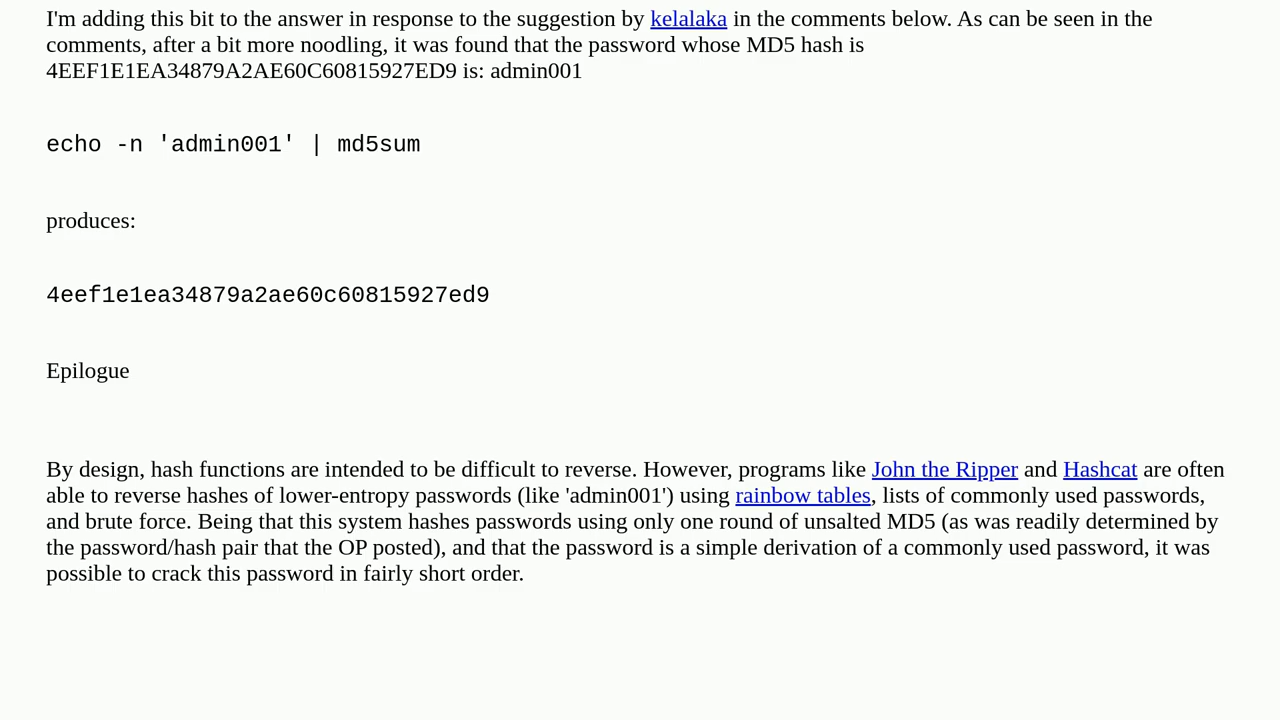 I'm adding this bit to the answer in response to the suggestion by kelalaka in the comments below. As can be seen in the
comments, after a bit more noodling, it was found that the password whose MD5 hash is
4EEF1E1EA34879A2AE60C60815927ED9 is: admin001
echo -n 'admin001' | md5sum
produces:
4eef1e1ea34879a2ae60c60815927ed9
Epilogue
By design, hash functions are intended to be difficult to reverse. However, programs like John the Ripper and Hashcat are often
able to reverse hashes of lower-entropy passwords (like 'admin001') using rainbow tables, lists of commonly used passwords,
and brute force. Being that this system hashes passwords using only one round of unsalted MD5 (as was readily determined by
the password/hash pair that the OP posted), and that the password is a simple derivation of a commonly used password, it was
possible to crack this password in fairly short order.